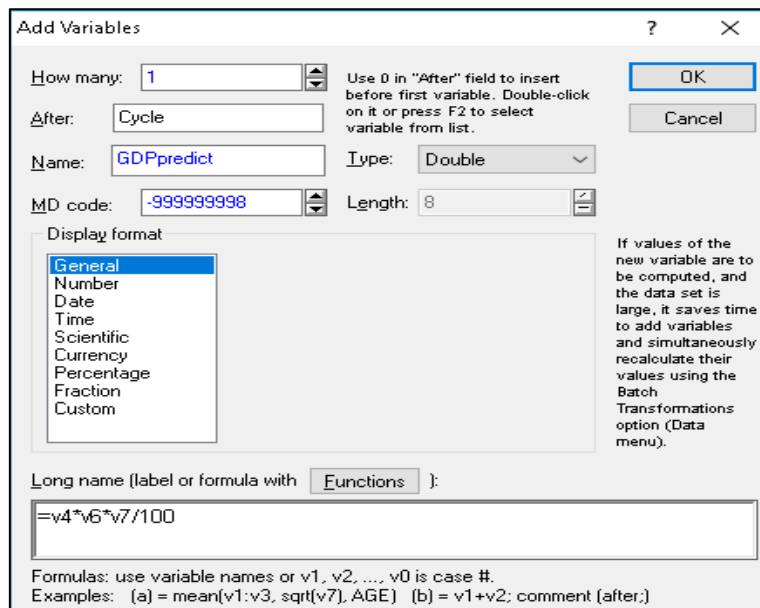 Add Variables ? ×
How many: 1
Use 0 in "After" field to insert
before first variable. Double-click
on it or press F2 to select
variable from list.
OK
After: Cycle
Cancel
Name: GDPpredict
Type: Double
MD code: -999999998
Length: 8
Display format
General
Number
Date
Time
Scientific
Currency
Percentage
Fraction
Custom
If values of the
new variable are to
be computed, and
the data set is
large, it saves time
to add variables
and simultaneously
recalculate their
values using the
Batch
Transformations
option (Data
menu).
Long name (label or formula with Functions ):
=v4*v6*v7/100
Formulas: use variable names or v1, v2, ..., v0 is case #.
Examples: (a) = mean(v1:v3, sqrt(v7), AGE) (b) = v1+v2; comment (after;)